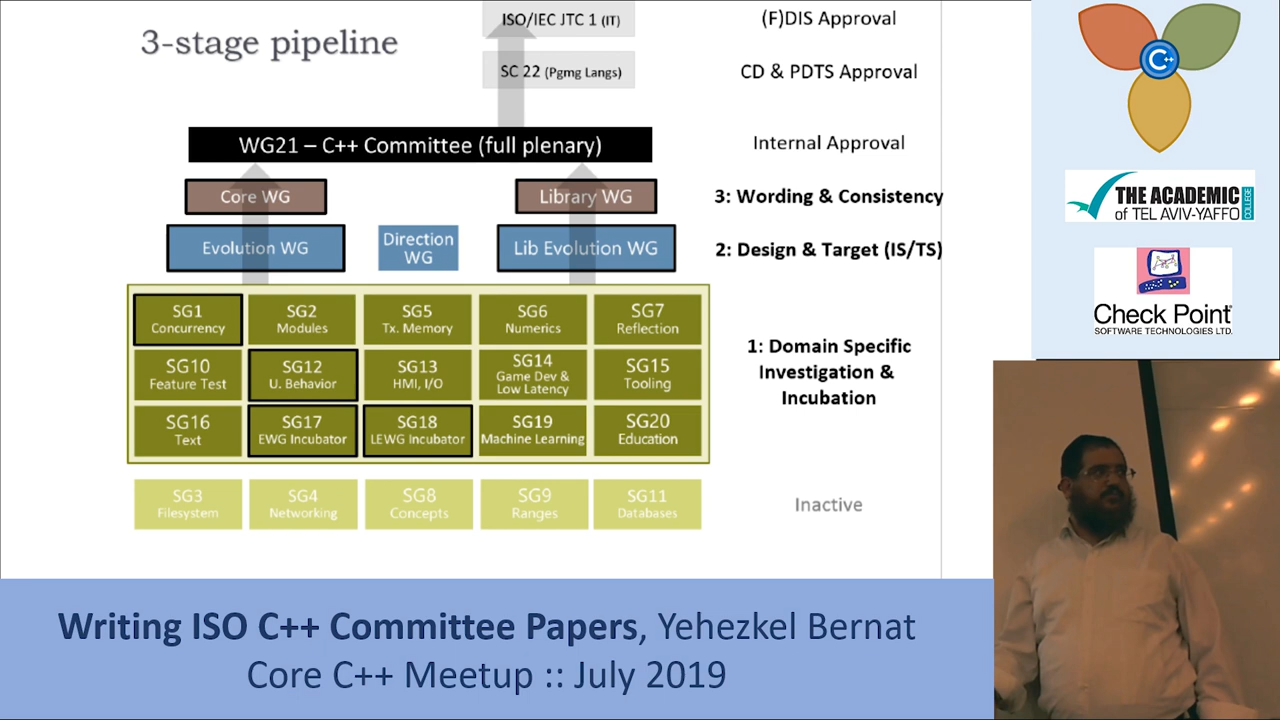 3-stage pipeline
ISO/IEC JTC 1 (IT)
(F)DIS Approval
SC 22 (Pgmg Langs)
CD & PDTS Approval
WG21 – C++ Committee (full plenary)
Internal Approval
Core WG
Library WG
3: Wording & Consistency
Evolution WG
Direction
WG
Lib Evolution WG
2: Design & Target (IS/TS)
SG1
Concurrency
SG2
Modules
SG5
Tx. Memory
SG6
Numerics
SG7
Reflection
SG10
Feature Test
SG12
U. Behavior
SG13
HMI, I/O
SG14
Game Dev &
Low Latency
SG15
Tooling
SG16
Text
SG17
EWG Incubator
SG18
LEWG Incubator
SG19
Machine Learning
SG20
Education
1: Domain Specific
Investigation &
Incubation
SG3
Filesystem
SG4
Networking
SG8
Concepts
SG9
Ranges
SG11
Databases
Inactive
C++
THE ACADEMIC
of TEL AVIV-YAFFO
COLLEGE
Check Point
SOFTWARE TECHNOLOGIES LTD.
Writing ISO C++ Committee Papers, Yehezkel Bernat
Core C++ Meetup :: July 2019